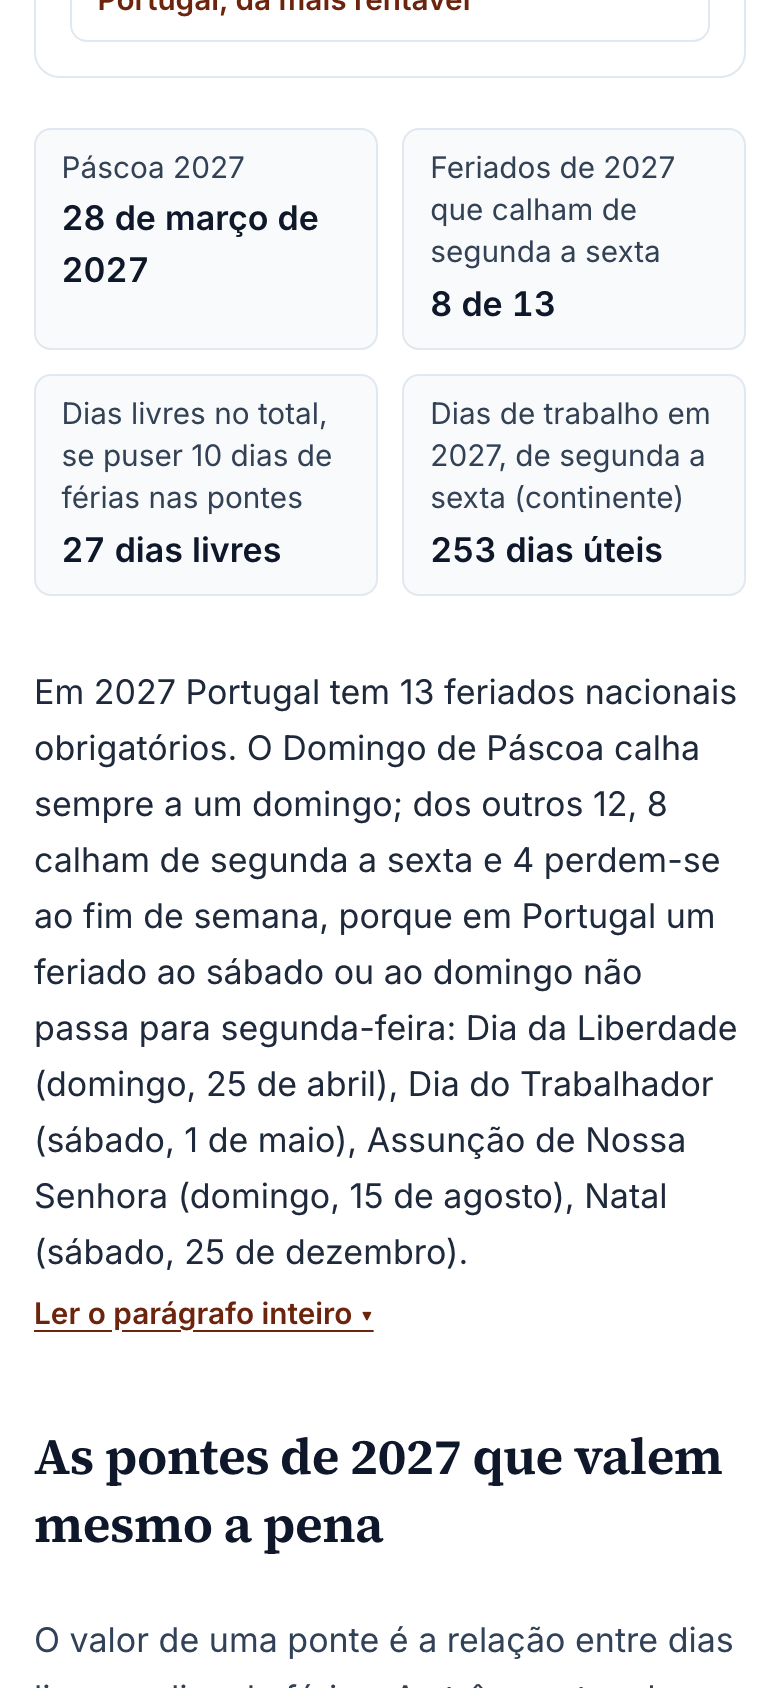 Portugal, da mais rentável
Páscoa 2027
28 de março de
2027
Feriados de 2027
que calham de
segunda a sexta
8 de 13
Dias livres no total,
se puser 10 dias de
férias nas pontes
27 dias livres
Dias de trabalho em
2027, de segunda a
sexta (continente)
253 dias úteis
Em 2027 Portugal tem 13 feriados nacionais
obrigatórios. O Domingo de Páscoa calha
sempre a um domingo; dos outros 12, 8
calham de segunda a sexta e 4 perdem-se
ao fim de semana, porque em Portugal um
feriado ao sábado ou ao domingo não
passa para segunda-feira: Dia da Liberdade
(domingo, 25 de abril), Dia do Trabalhador
(sábado, 1 de maio), Assunção de Nossa
Senhora (domingo, 15 de agosto), Natal
(sábado, 25 de dezembro).
Ler o parágrafo inteiro ▾
As pontes de 2027 que valem
mesmo a pena
O valor de uma ponte é a relação entre dias